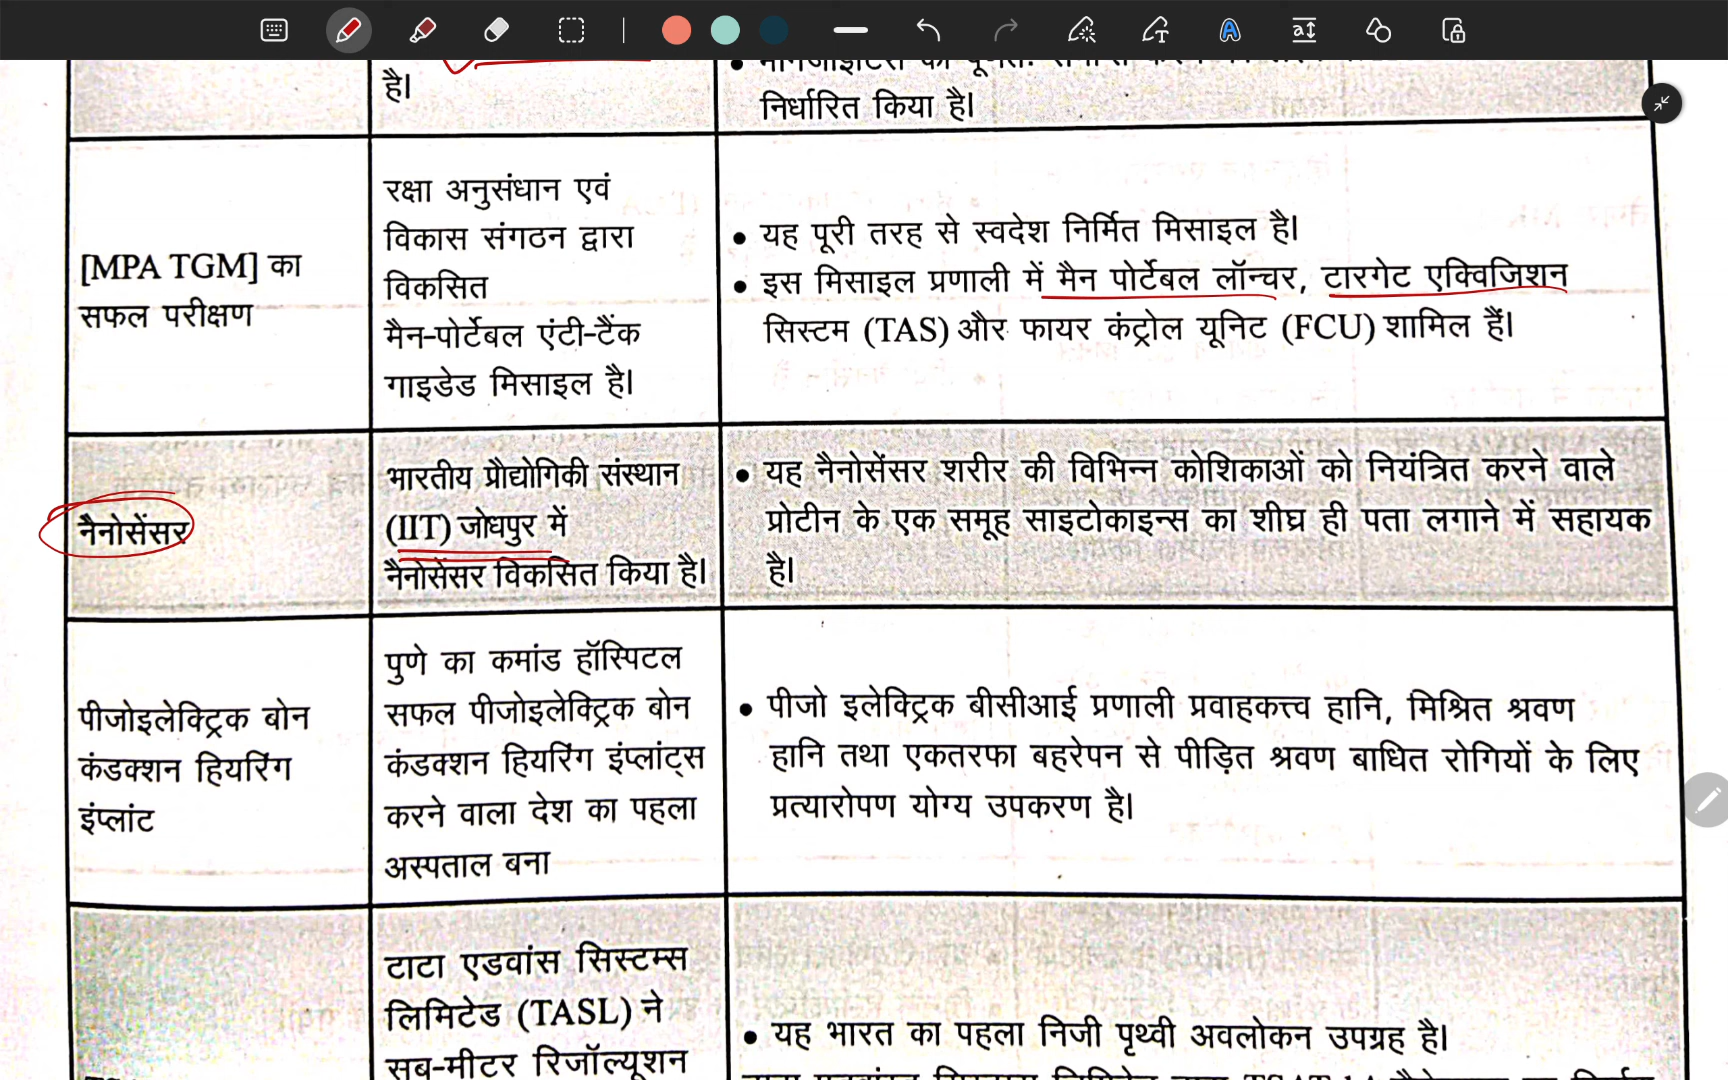 है।
निर्धारित किया है।
[MPA TGM] का
सफल परीक्षण
रक्षा अनुसंधान एवं
विकास संगठन द्वारा
विकसित
मैन-पोर्टेबल एंटी-टैंक
गाइडेड मिसाइल है।
• यह पूरी तरह से स्वदेश निर्मित मिसाइल है।
• इस मिसाइल प्रणाली में मैन पोर्टेबल लॉन्चर, टारगेट एक्विजिशन
सिस्टम (TAS) और फायर कंट्रोल यूनिट (FCU) शामिल हैं।
नैनोसेंसर
भारतीय प्रौद्योगिकी संस्थान
(IIT) जोधपुर में
नैनोसेंसर विकसित किया है।
• यह नैनोसेंसर शरीर की विभिन्न कोशिकाओं को नियंत्रित करने वाले
प्रोटीन के एक समूह साइटोकाइन्स का शीघ्र ही पता लगाने में सहायक
है।
पीजोइलेक्ट्रिक बोन
कंडक्शन हियरिंग
इंप्लांट
पुणे का कमांड हॉस्पिटल
सफल पीजोइलेक्ट्रिक बोन
कंडक्शन हियरिंग इंप्लांट्स
करने वाला देश का पहला
अस्पताल बना
• पीजो इलेक्ट्रिक बीसीआई प्रणाली प्रवाहकत्त्व हानि, मिश्रित श्रवण
हानि तथा एकतरफा बहरेपन से पीड़ित श्रवण बाधित रोगियों के लिए
प्रत्यारोपण योग्य उपकरण है।
टाटा एडवांस सिस्टम्स
लिमिटेड (TASL) ने
सब-मीटर रिजॉल्यूशन
• यह भारत का पहला निजी पृथ्वी अवलोकन उपग्रह है।